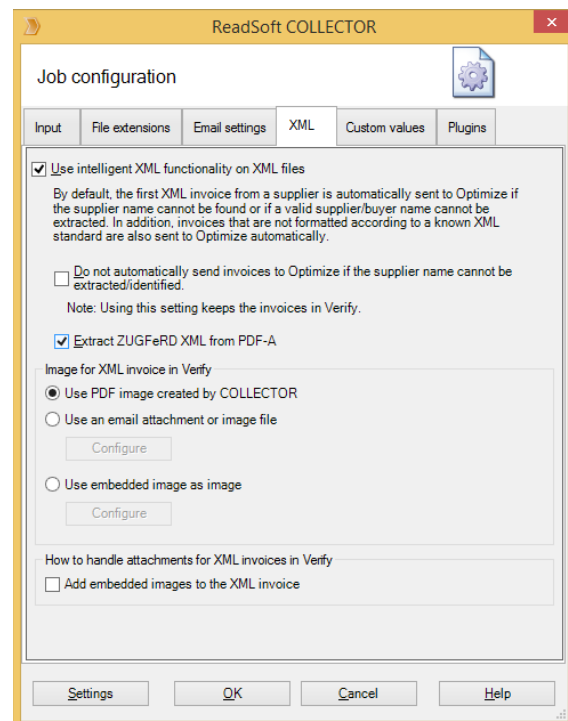 ReadSoft COLLECTOR
Job configuration
Input File extensions Email settings XML Custom values Plugins
Use intelligent XML functionality on XML files
By default, the first XML invoice from a supplier is automatically sent to Optimize if
the supplier name cannot be found or if a valid supplier/buyer name cannot be
extracted. In addition, invoices that are not formatted according to a known XML
standard are also sent to Optimize automatically.
Do not automatically send invoices to Optimize if the supplier name cannot be
extracted/identified.
Note: Using this setting keeps the invoices in Verify.
Extract ZUGFeRD XML from PDF-A
Image for XML invoice in Verify
Use PDF image created by COLLECTOR
Use an email attachment or image file
Configure
Use embedded image as image
Configure
How to handle attachments for XML invoices in Verify
Add embedded images to the XML invoice
Settings OK Cancel Help